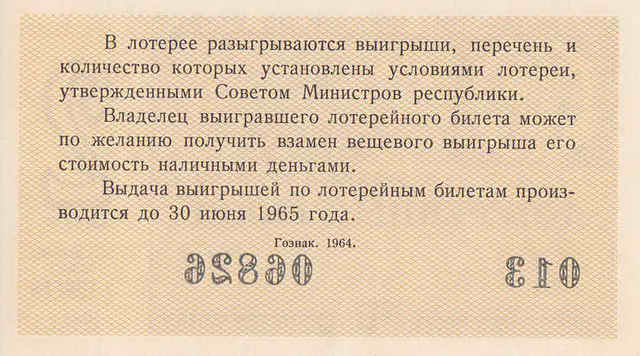 В лотерее разыгрываются выигрыши, перечень и
количество которых установлены условиями лотереи,
утвержденными Советом Министров республики.
Владелец выигравшего лотерейного билета может
по желанию получить взамен вещевого выигрыша его
стоимость наличными деньгами.
Выдача выигрышей по лотерейным билетам произ-
водится до 30 июня 1965 года.
Гознак. 1964.
013 06826